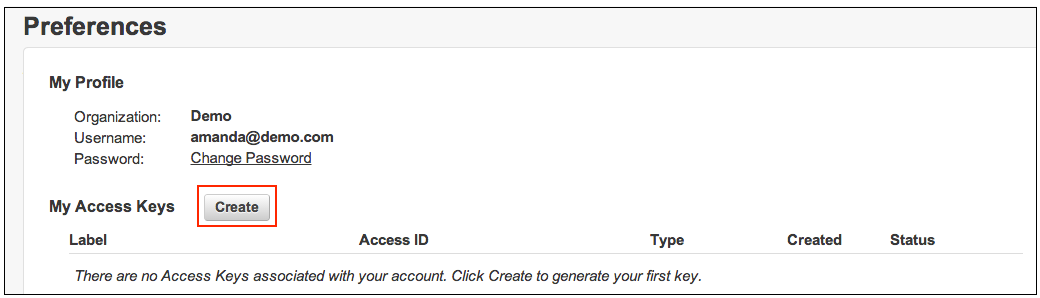 Preferences
My Profile
Organization: Demo
Username: amanda@demo.com
Password: Change Password
My Access Keys Create
Label Access ID Type Created Status
There are no Access Keys associated with your account. Click Create to generate your first key.